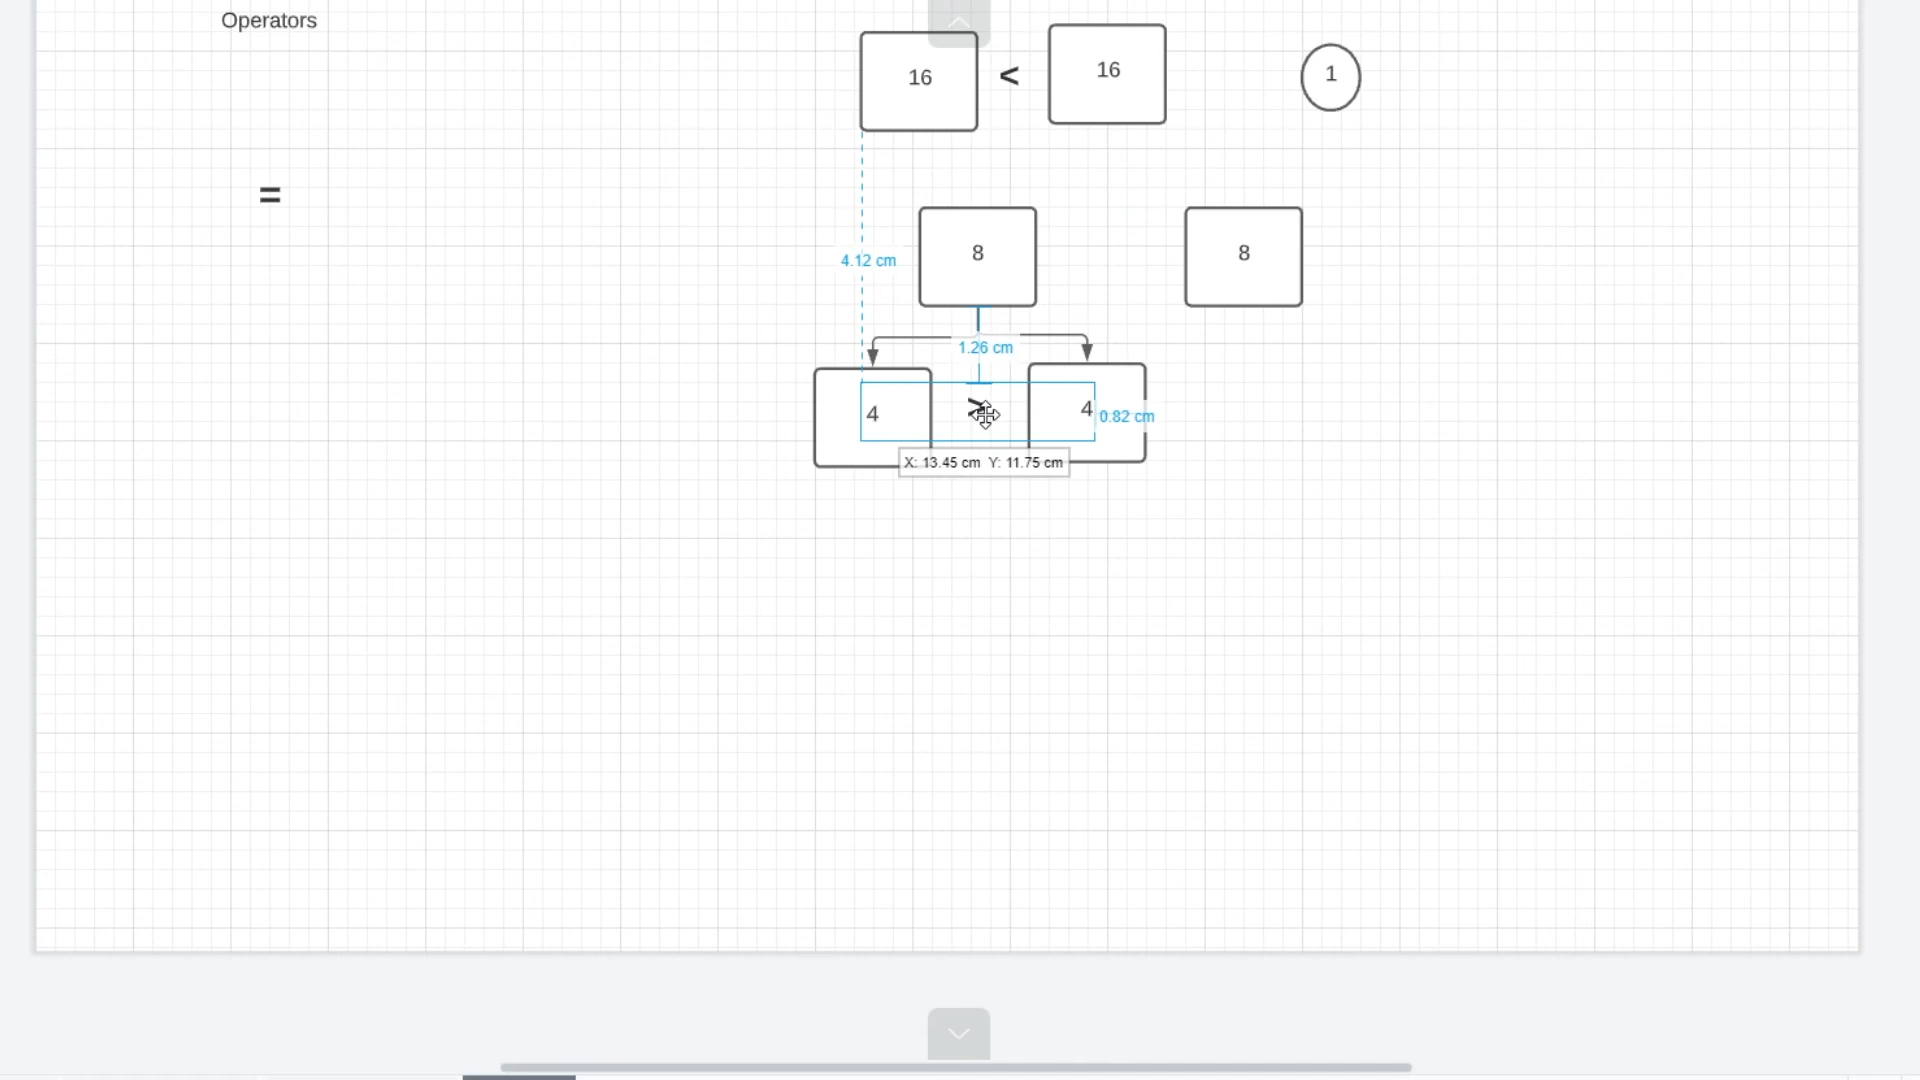 Operators
16 < 16 1
=
4.12 cm
8 8
1.26 cm
4 > 4 0.82 cm
X: 13.45 cm Y: 11.75 cm